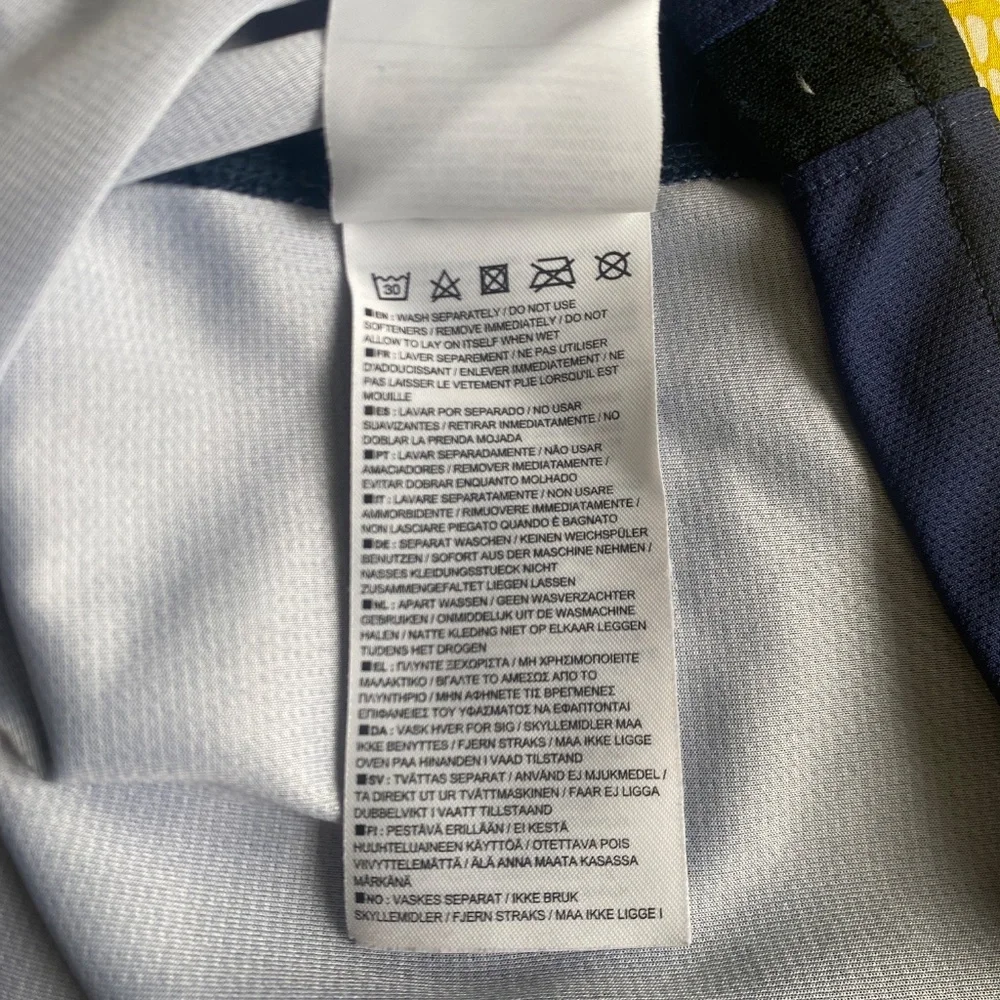 30
EN : WASH SEPARATELY / DO NOT USE
SOFTENERS / REMOVE IMMEDIATELY / DO NOT
ALLOW TO LAY ON ITSELF WHEN WET
FR : LAVER SEPAREMENT / NE PAS UTILISER
D'ADOUCISSANT / ENLEVER IMMEDIATEMENT / NE
PAS LAISSER LE VETEMENT PLIE LORSQU'IL EST
MOUILLE
ES : LAVAR POR SEPARADO / NO USAR
SUAVIZANTES / RETIRAR INMEDIATAMENTE / NO
DOBLAR LA PRENDA MOJADA
PT : LAVAR SEPARADAMENTE / NÃO USAR
AMACIADORES / REMOVER IMEDIATAMENTE /
EVITAR DOBRAR ENQUANTO MOLHADO
IT : LAVARE SEPARATAMENTE / NON USARE
AMMORBIDENTE / RIMUOVERE IMMEDIATAMENTE /
NON LASCIARE PIEGATO QUANDO È BAGNATO
DE : SEPARAT WASCHEN / KEINEN WEICHSPÜLER
BENUTZEN / SOFORT AUS DER MASCHINE NEHMEN /
NASSES KLEIDUNGSSTUECK NICHT
ZUSAMMENGEFALTET LIEGEN LASSEN
NL : APART WASSEN / GEEN WASVERZACHTER
GEBRUIKEN / ONMIDDELIJK UIT DE WASMACHINE
HALEN / NATTE KLEDING NIET OP ELKAAR LEGGEN
TIJDENS HET DROGEN
EL : ΠΛΥΝΤΕ ΞΕΧΩΡΙΣΤΑ / ΜΗ ΧΡΗΣΙΜΟΠΟΙΕΙΤΕ
ΜΑΛΑΚΤΙΚΟ / ΒΓΑΛΤΕ ΤΟ ΑΜΕΣΩΣ ΑΠΟ ΤΟ
ΠΛΥΝΤΗΡΙΟ / ΜΗΝ ΑΦΗΝΕΤΕ ΤΙΣ ΒΡΕΓΜΕΝΕΣ
ΕΠΙΦΑΝΕΙΕΣ ΤΟΥ ΥΦΑΣΜΑΤΟΣ ΝΑ ΕΦΑΠΤΟΝΤΑΙ
DA : VASK HVER FOR SIG / SKYLLEMIDLER MAA
IKKE BENYTTES / FJERN STRAKS / MAA IKKE LIGGE
OVEN PAA HINANDEN I VAAD TILSTAND
SV : TVÄTTAS SEPARAT / ANVÄND EJ MJUKMEDEL /
TA DIREKT UT UR TVÄTTMASKINEN / FAAR EJ LIGGA
DUBBELVIKT I VAATT TILLSTAAND
FI : PESTÄVÄ ERILLÄÄN / EI KESTÄ
HUUHTELUAINEEN KÄYTTÖÄ / OTETTAVA POIS
VIIVYTTELEMÄTTÄ / ÄLÄ ANNA MAATA KASASSA
MÄRKÄNÄ
NO : VASKES SEPARAT / IKKE BRUK
SKYLLEMIDLER / FJERN STRAKS / MAA IKKE LIGGE I